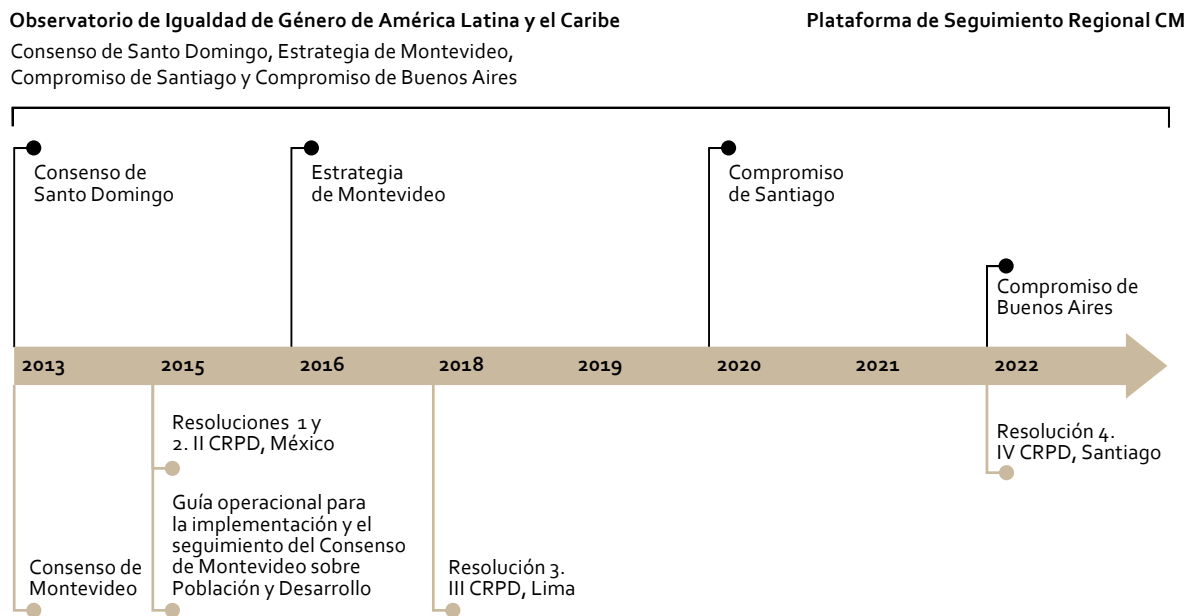 Observatorio de Igualdad de Género de América Latina y el Caribe
Plataforma de Seguimiento Regional CM
Consenso de Santo Domingo, Estrategia de Montevideo,
Compromiso de Santiago y Compromiso de Buenos Aires
Consenso de
Santo Domingo
Estrategia
de Montevideo
Compromiso
de Santiago
Compromiso de
Buenos Aires
2013
2015
2016
2018
2019
2020
2021
2022
Resoluciones 1 y
2. II CRPD, México
Resolución 4.
IV CRPD, Santiago
Guía operacional para
la implementación y el
seguimiento del Consenso
de Montevideo sobre
Población y Desarrollo
Consenso de
Montevideo
Resolución 3.
III CRPD, Lima